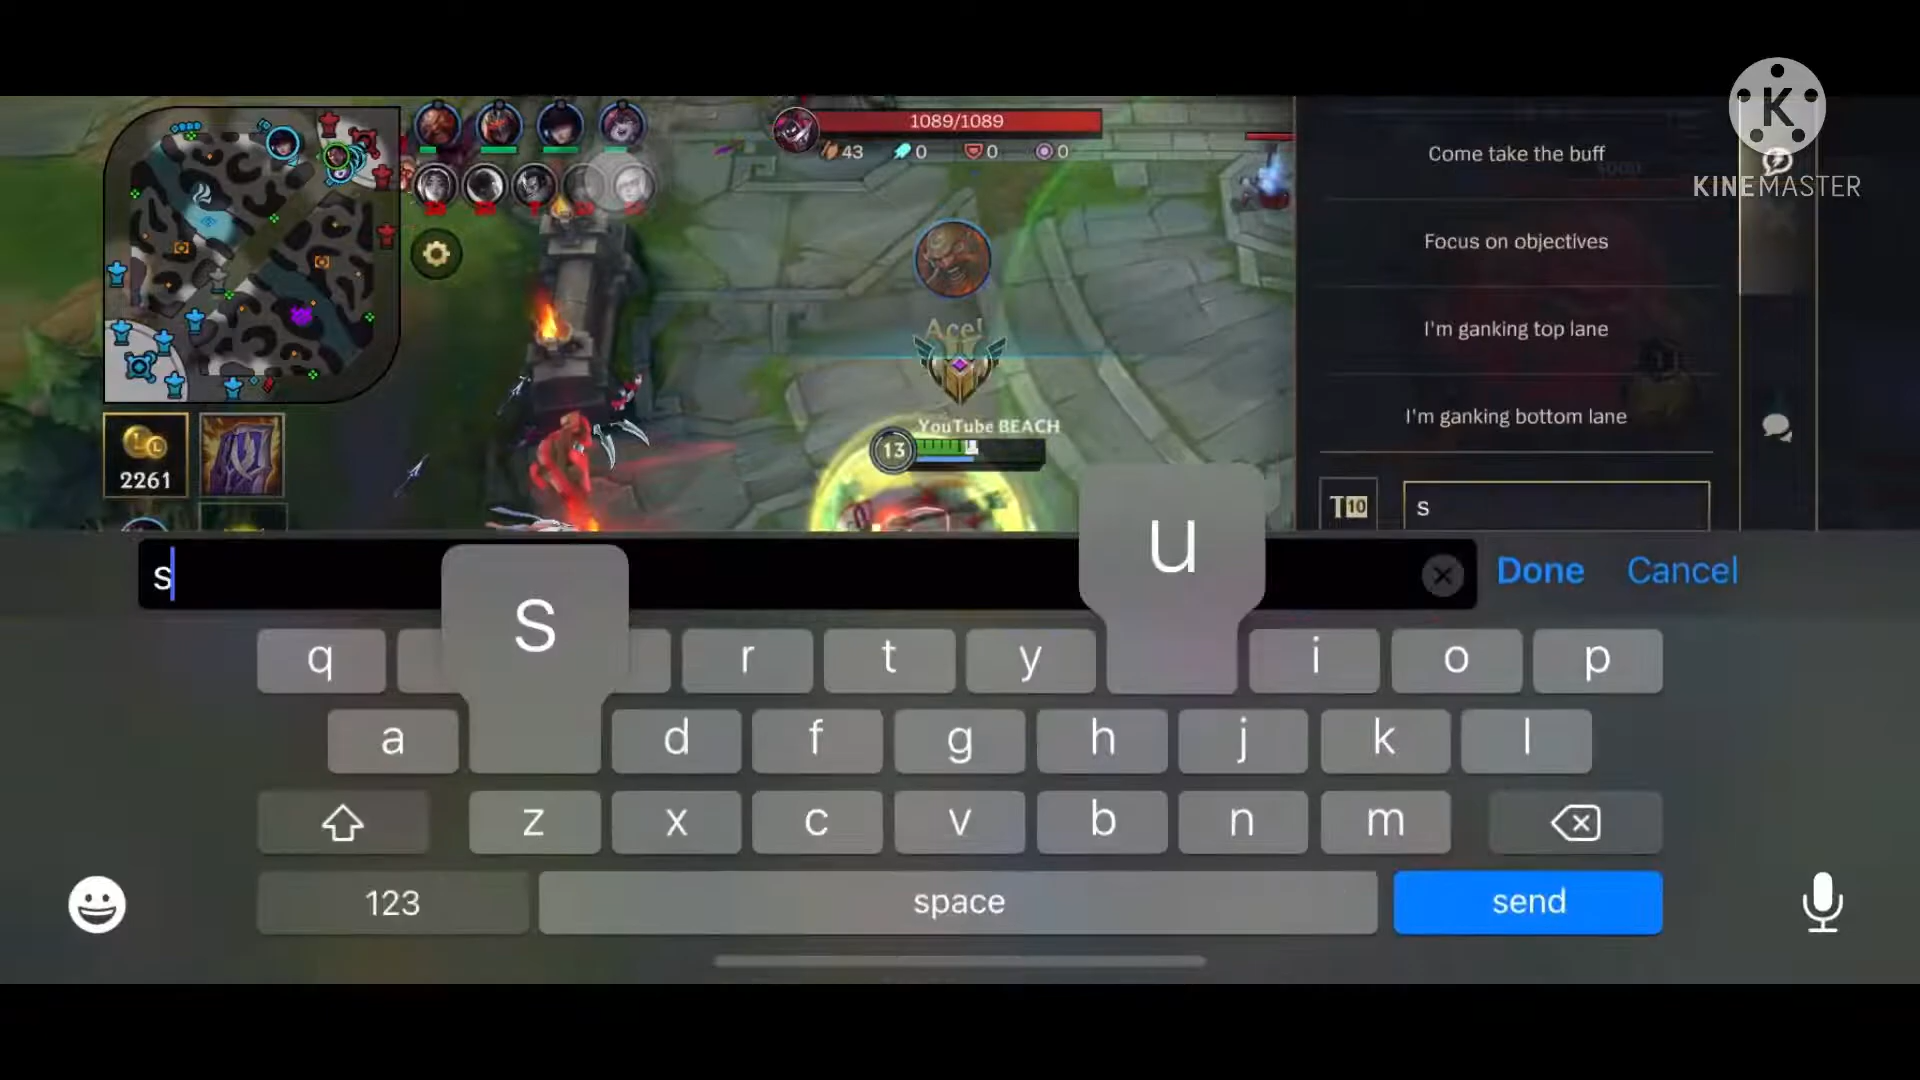 K
KINEMASTER
1089/1089
43
0
0
0
Come take the buff
Focus on objectives
I'm ganking top lane
I'm ganking bottom lane
Ace!
YouTube BEACH
13
2261
T10
s
s
Done
Cancel
s
u
q r t y i o p
a d f g h j k l
z x c v b n m
123
space
send